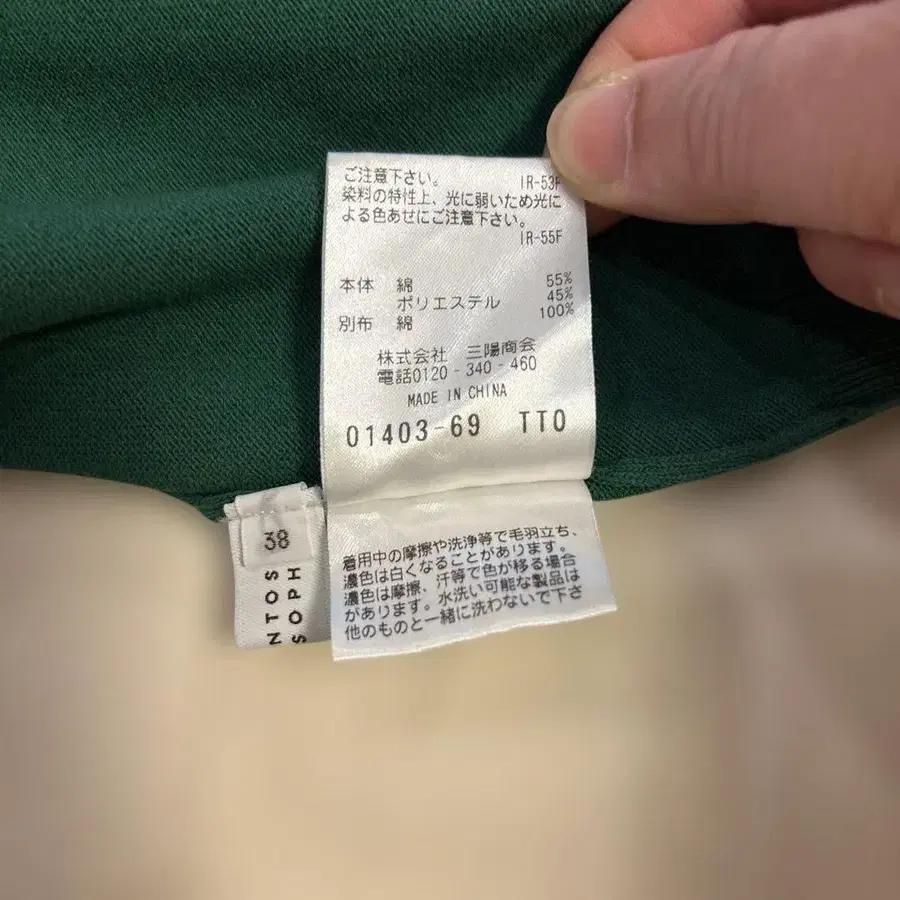 ご注意下さい。 IR-53F
染料の特性上、光に弱いため光に
よる色あせにご注意下さい。
IR-55F
本体 綿 55%
ポリエステル 45%
別布 綿 100%
株式会社 三陽商会
電話0120-340-460
MADE IN CHINA
01403-69 TTO
38
NTOS
SOPH
着用中の摩擦や洗浄等で毛羽立ち、
濃色は白くなることがあります。
濃色は摩擦、汗等で色が移る場合
があります。水洗い可能な製品は
他のものと一緒に洗わないで下さ